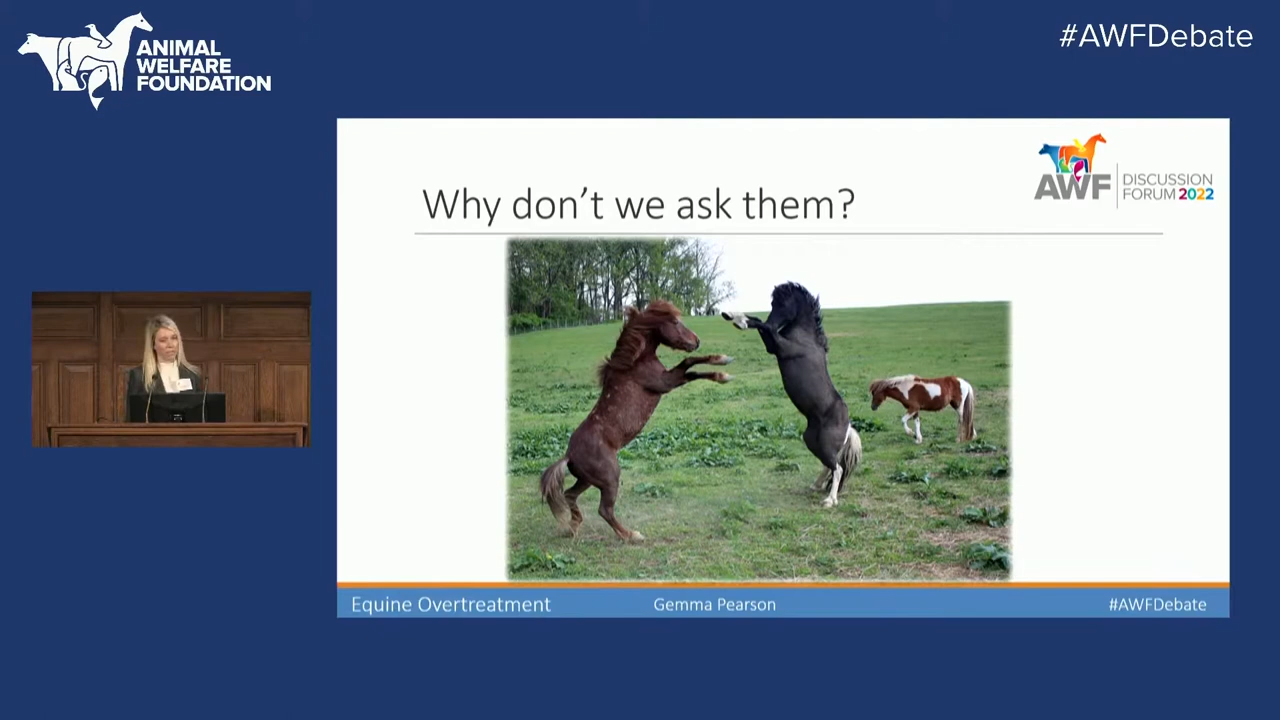 ANIMAL
WELFARE
FOUNDATION
#AWFDebate
AWF
DISCUSSION
FORUM 2022
Why don't we ask them?
Equine Overtreatment
Gemma Pearson
#AWFDebate